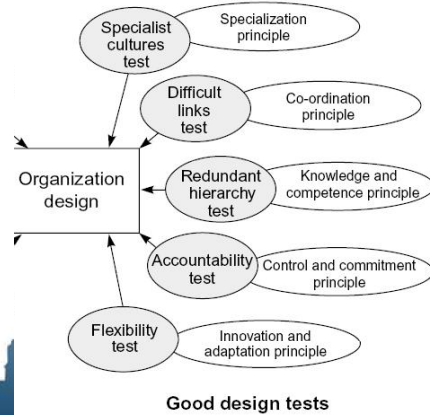 Specialist
cultures
test
Specialization
principle
Difficult
links
test
Co-ordination
principle
Organization
design
Redundant
hierarchy
test
Knowledge and
competence principle
Accountability
test
Control and commitment
principle
Flexibility
test
Innovation and
adaptation principle
Good design tests